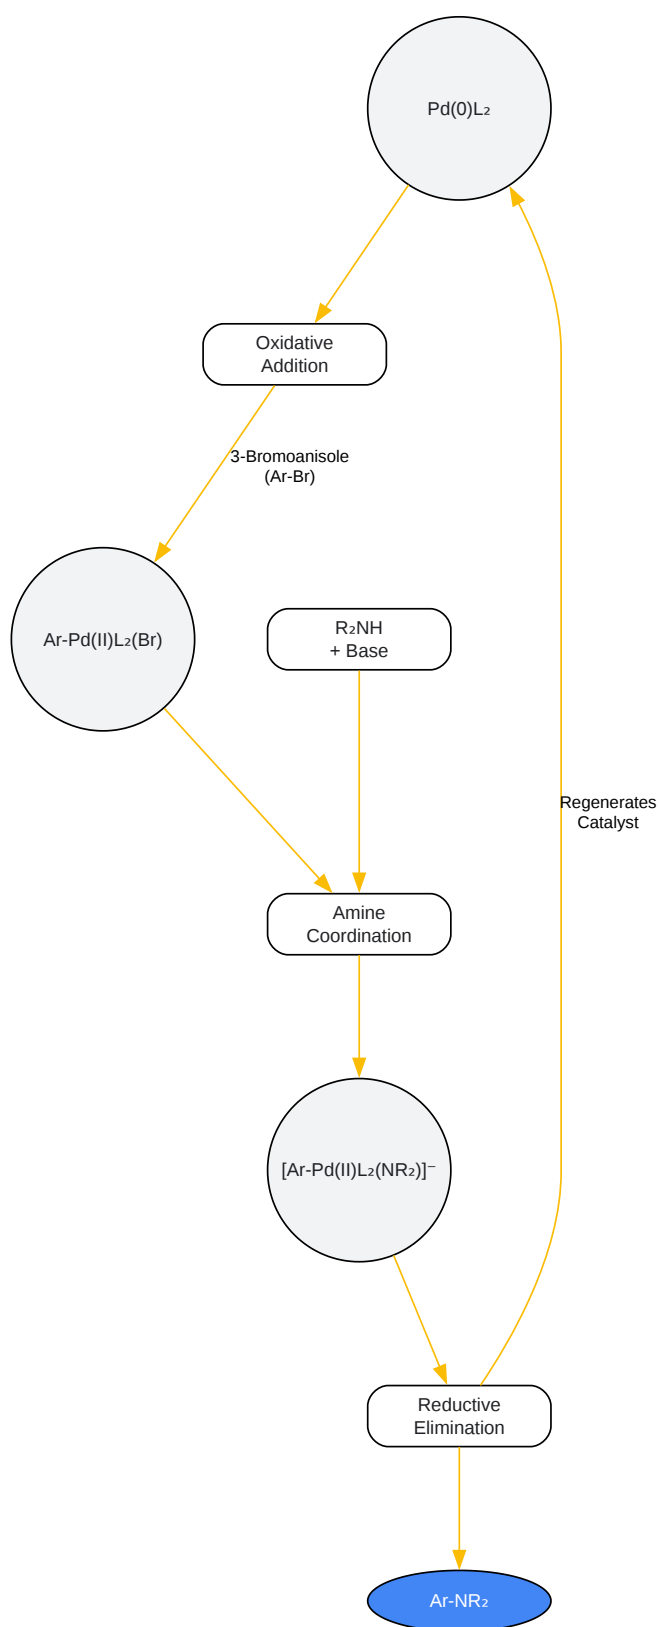 Pd(0)L₂
Oxidative
Addition
3-Bromoanisole
(Ar-Br)
Ar-Pd(II)L₂(Br)
R₂NH
+ Base
Regenerates
Catalyst
Amine
Coordination
[Ar-Pd(II)L₂(NR₂)]⁻
Reductive
Elimination
Ar-NR₂